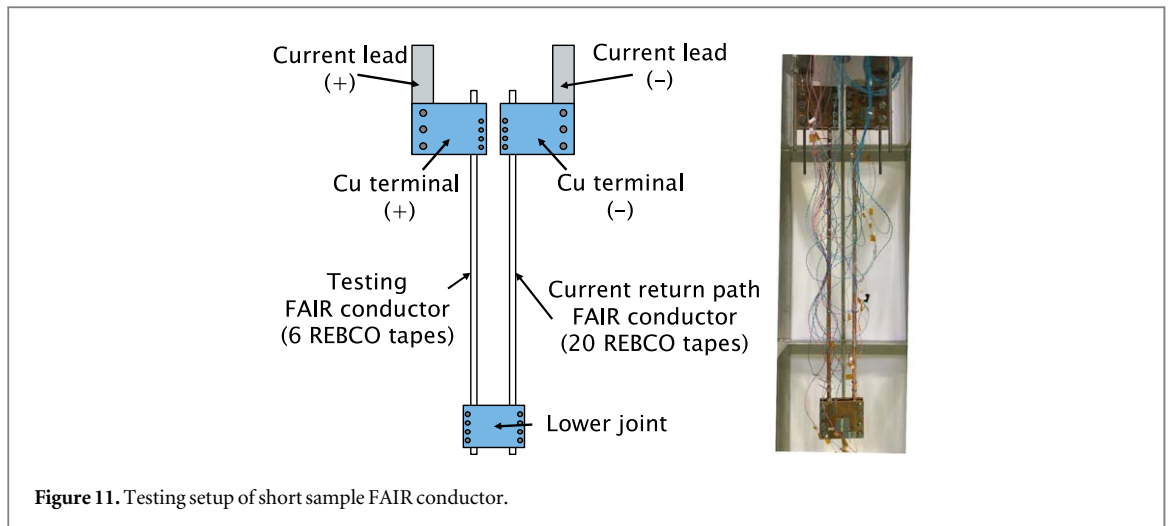 Current lead
(+)
Current lead
(−)
Cu terminal
(+)
Cu terminal
(−)
Testing
FAIR conductor
(6 REBCO tapes)
Current return path
FAIR conductor
(20 REBCO tapes)
Lower joint
Figure 11. Testing setup of short sample FAIR conductor.